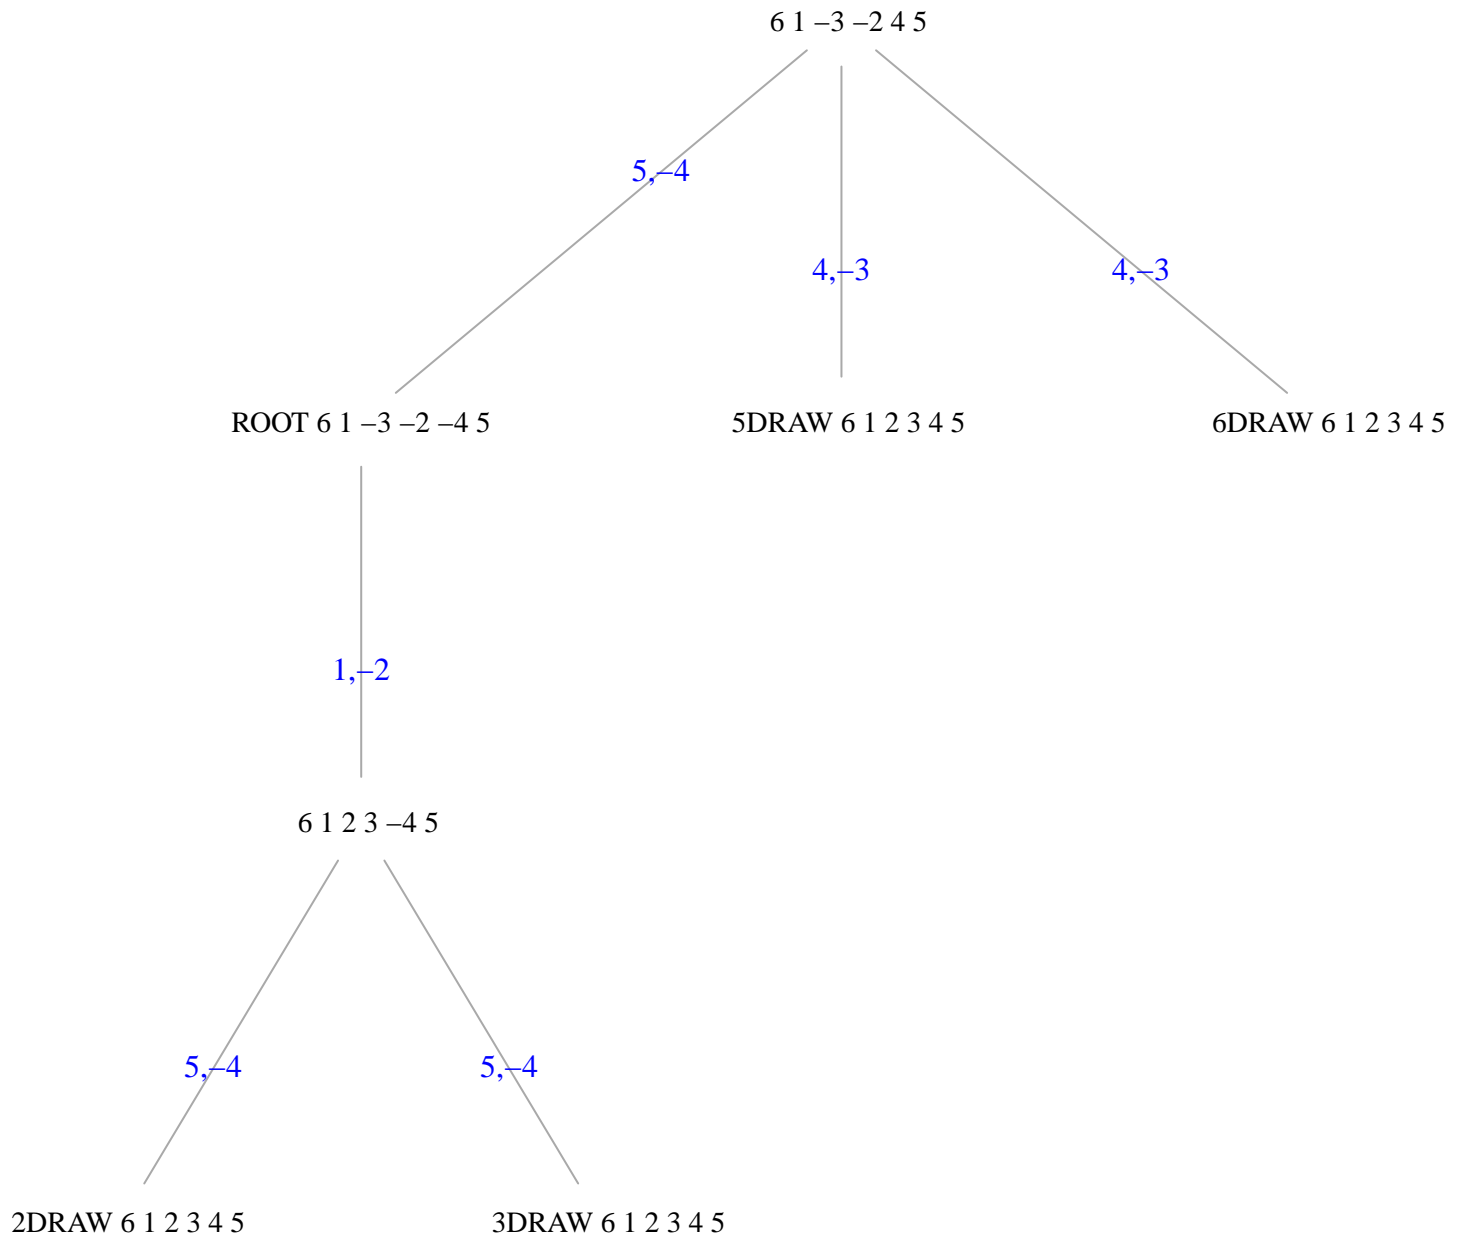 6 1 –3 –2 4 5
5,–4
4,–3
4,–3
ROOT 6 1 –3 –2 –4 5
5DRAW 6 1 2 3 4 5
6DRAW 6 1 2 3 4 5
1,–2
6 1 2 3 –4 5
5,–4
5,–4
2DRAW 6 1 2 3 4 5
3DRAW 6 1 2 3 4 5